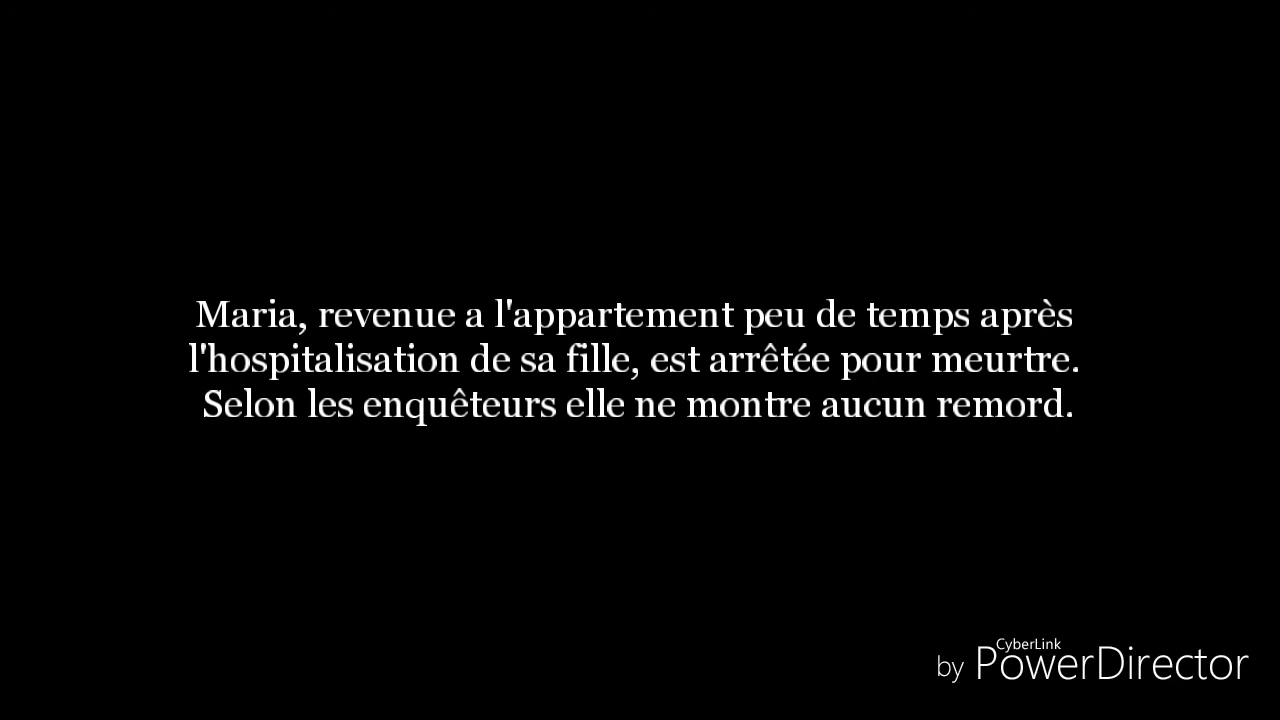 Maria, revenue a l'appartement peu de temps après
l'hospitalisation de sa fille, est arrêtée pour meurtre.
Selon les enquêteurs elle ne montre aucun remord.
by CyberLink PowerDirector